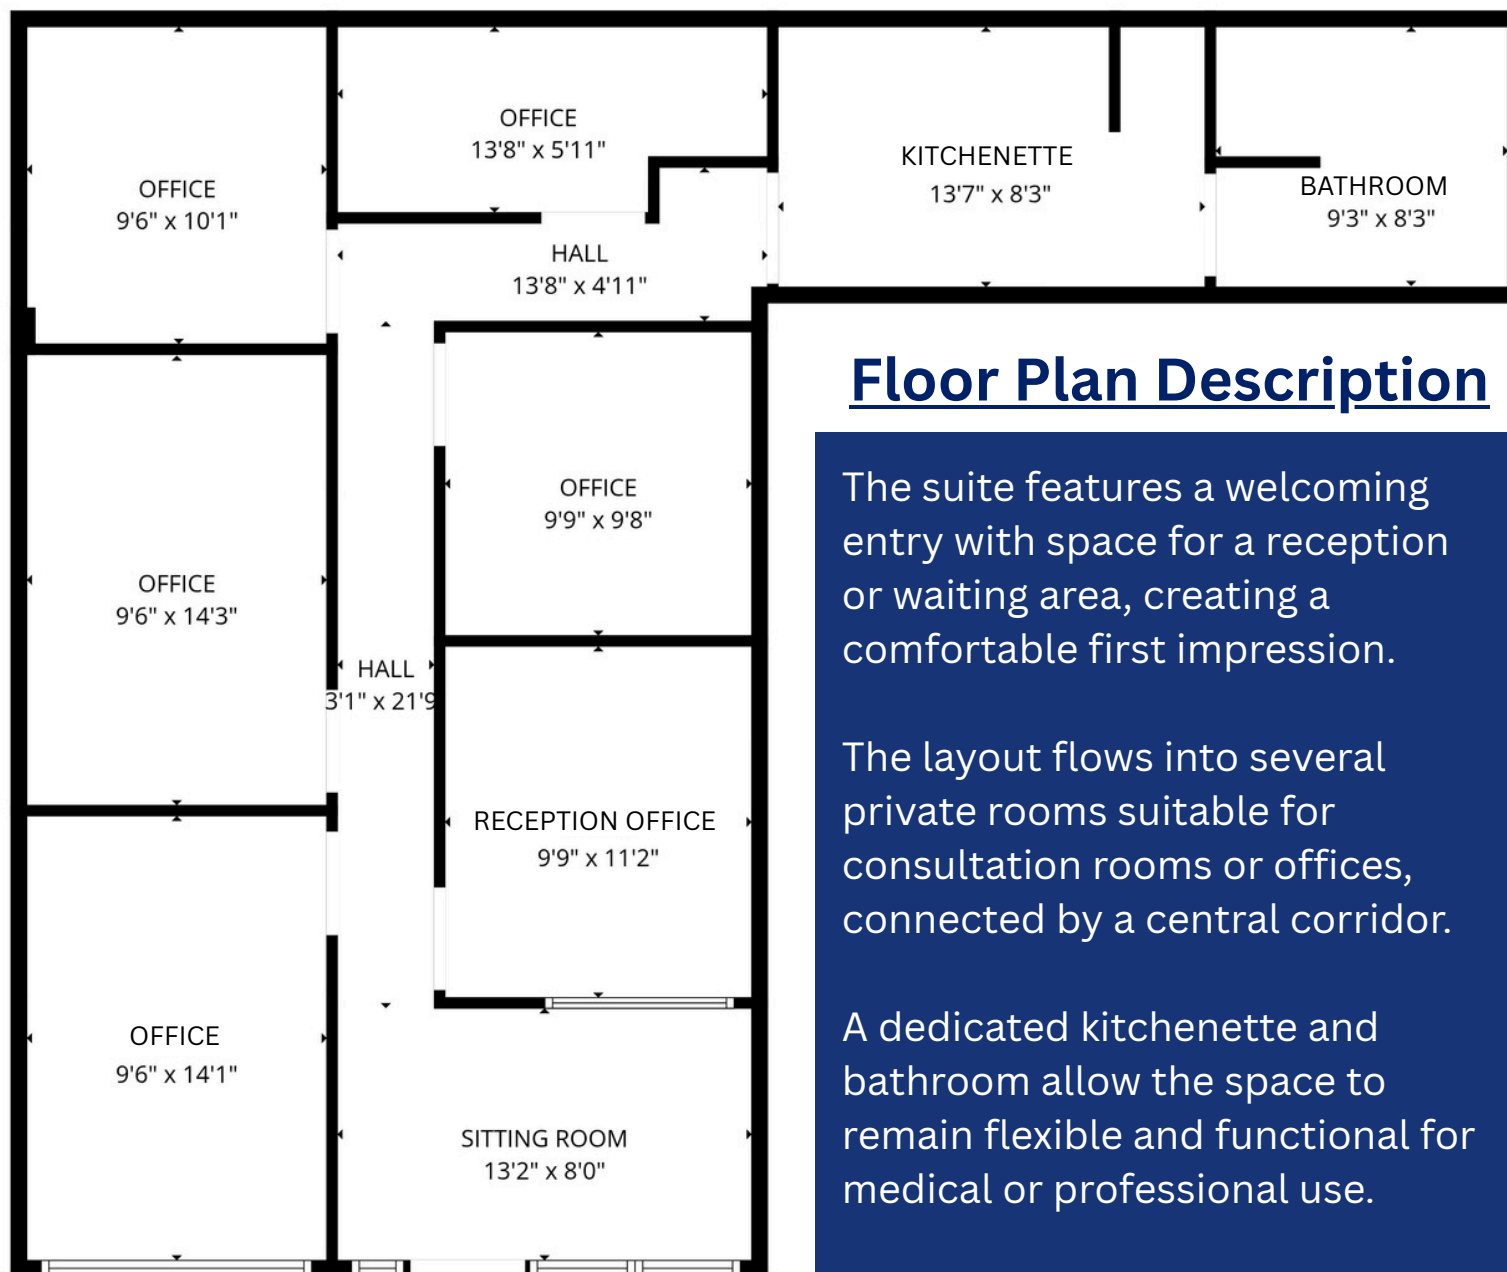 OFFICE
13'8" x 5'11"
OFFICE
9'6" x 10'1"
KITCHENETTE
13'7" x 8'3"
BATHROOM
9'3" x 8'3"
HALL
13'8" x 4'11"
OFFICE
9'9" x 9'8"
OFFICE
9'6" x 14'3"
HALL
3'1" x 21'9
RECEPTION OFFICE
9'9" x 11'2"
OFFICE
9'6" x 14'1"
SITTING ROOM
13'2" x 8'0"
Floor Plan Description
The suite features a welcoming
entry with space for a reception
or waiting area, creating a
comfortable first impression.
The layout flows into several
private rooms suitable for
consultation rooms or offices,
connected by a central corridor.
A dedicated kitchenette and
bathroom allow the space to
remain flexible and functional for
medical or professional use.